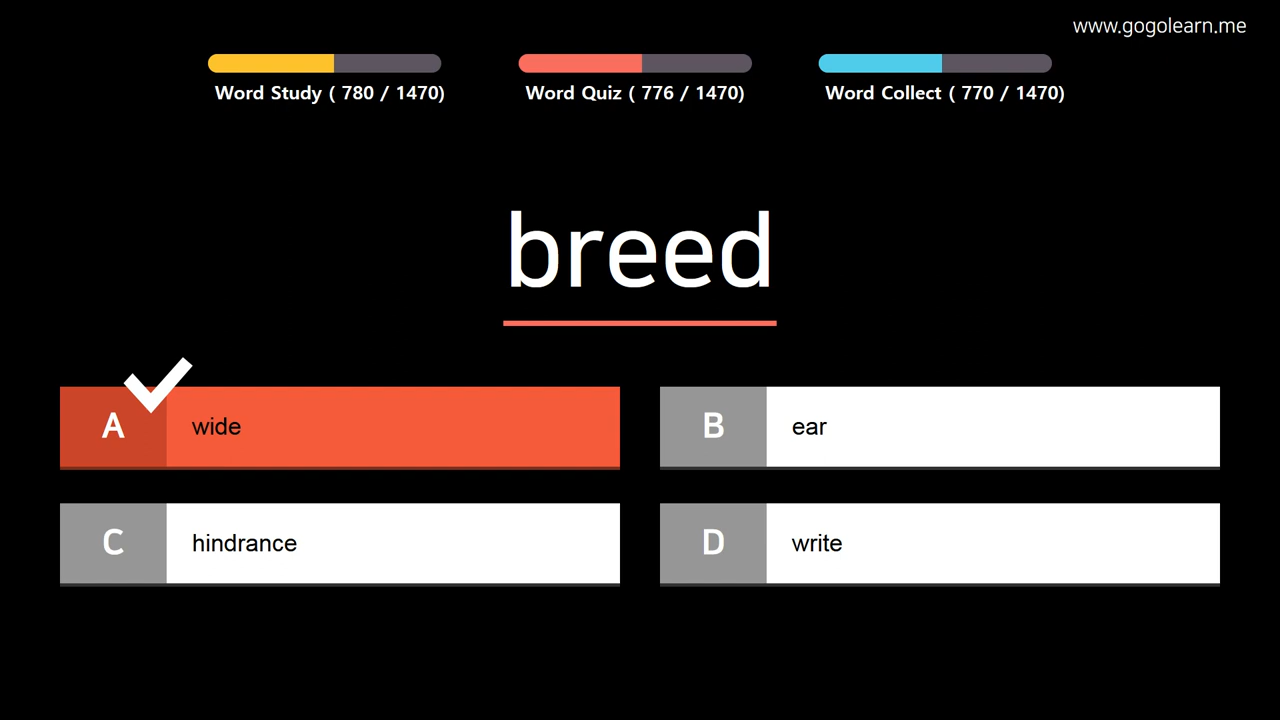 www.gogolearn.me
Word Study ( 780 / 1470)
Word Quiz ( 776 / 1470)
Word Collect ( 770 / 1470)
breed
A wide
B ear
C hindrance
D write